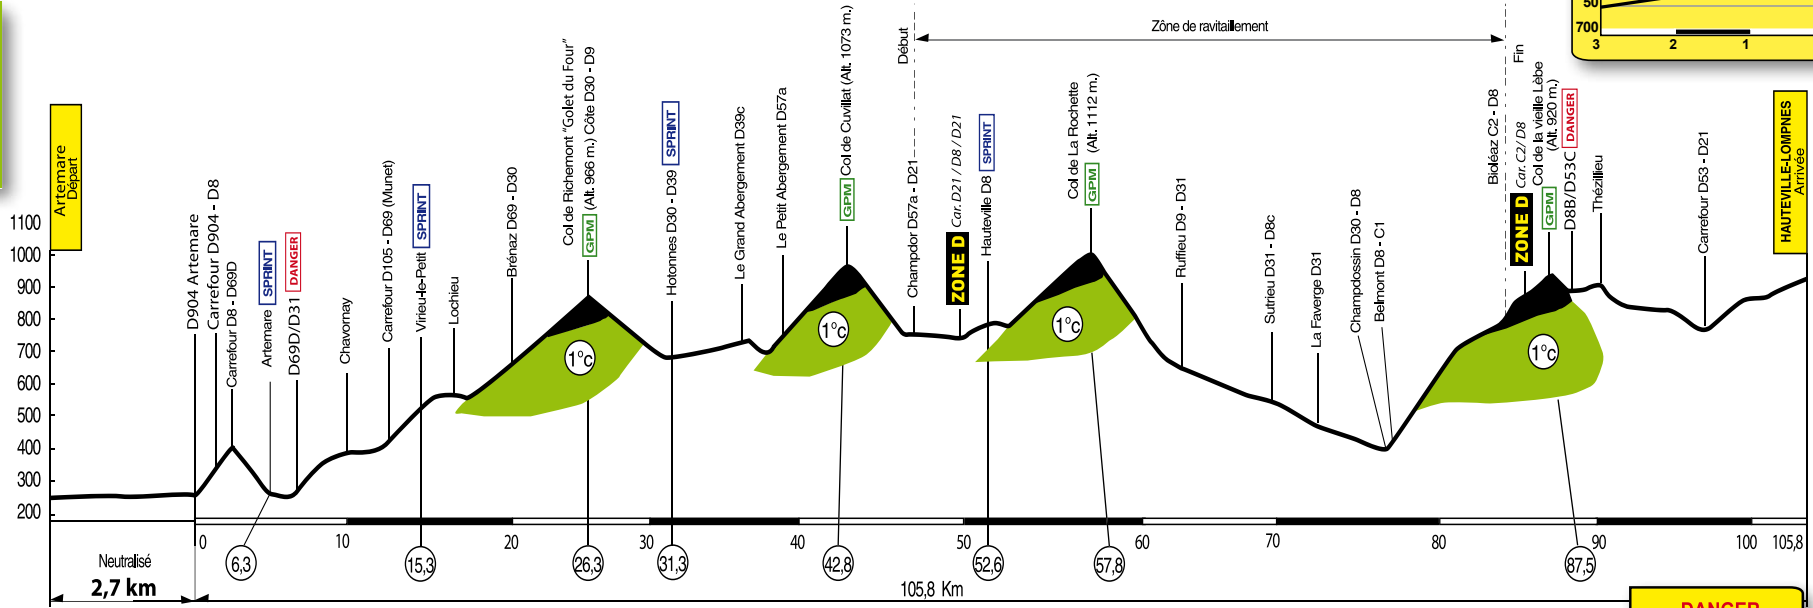 50
700
3 2 1
Zône de ravitaillement
Début
Fin
Artemare
Départ
D904 Artemare
Carrefour D904 - D8
Carrefour D8 - D69D
Artemare SPRINT
D69D/D31 DANGER
Chavornay
Carrefour D105 - D69 (Munet)
Virieu-le-Petit SPRINT
Lochieu
Brénaz D69 - D30
Col de Richemont "Golet du Four"
GPM (Alt. 966 m.) Côte D30 - D9
Hotonnes D30 - D39 SPRINT
Le Grand Abergement D39c
Le Petit Abergement D57a
GPM Col de Cuvillat (Alt. 1073 m.)
Champdor D57a - D21
ZONE D Car. D21 / D8 / D21
Hauteville D8 SPRINT
Col de La Rochette
GPM (Alt. 1112 m.)
Ruffieu D9 - D31
Sutrieu D31 - D8c
La Faverge D31
Champdossin D30 - D8
Belmont D8 - C1
Bioléaz C2 - D8
ZONE D Car. C2/ D8
Col de la vieille Lèbe
GPM (Alt. 920 m.)
D8B/D53C DANGER
Thézillieu
Carrefour D53 - D21
HAUTEVILLE-LOMPNES
Arrivée
1100
1000
900
800
700
600
500
400
300
200
1°c
1°c
1°c
1°c
0 10 20 30 40 50 60 70 80 90 100 105,8
6,3 15,3 26,3 31,3 42,8 52,6 57,8 87,5
Neutralisé
2,7 km
105,8 Km
DANGER